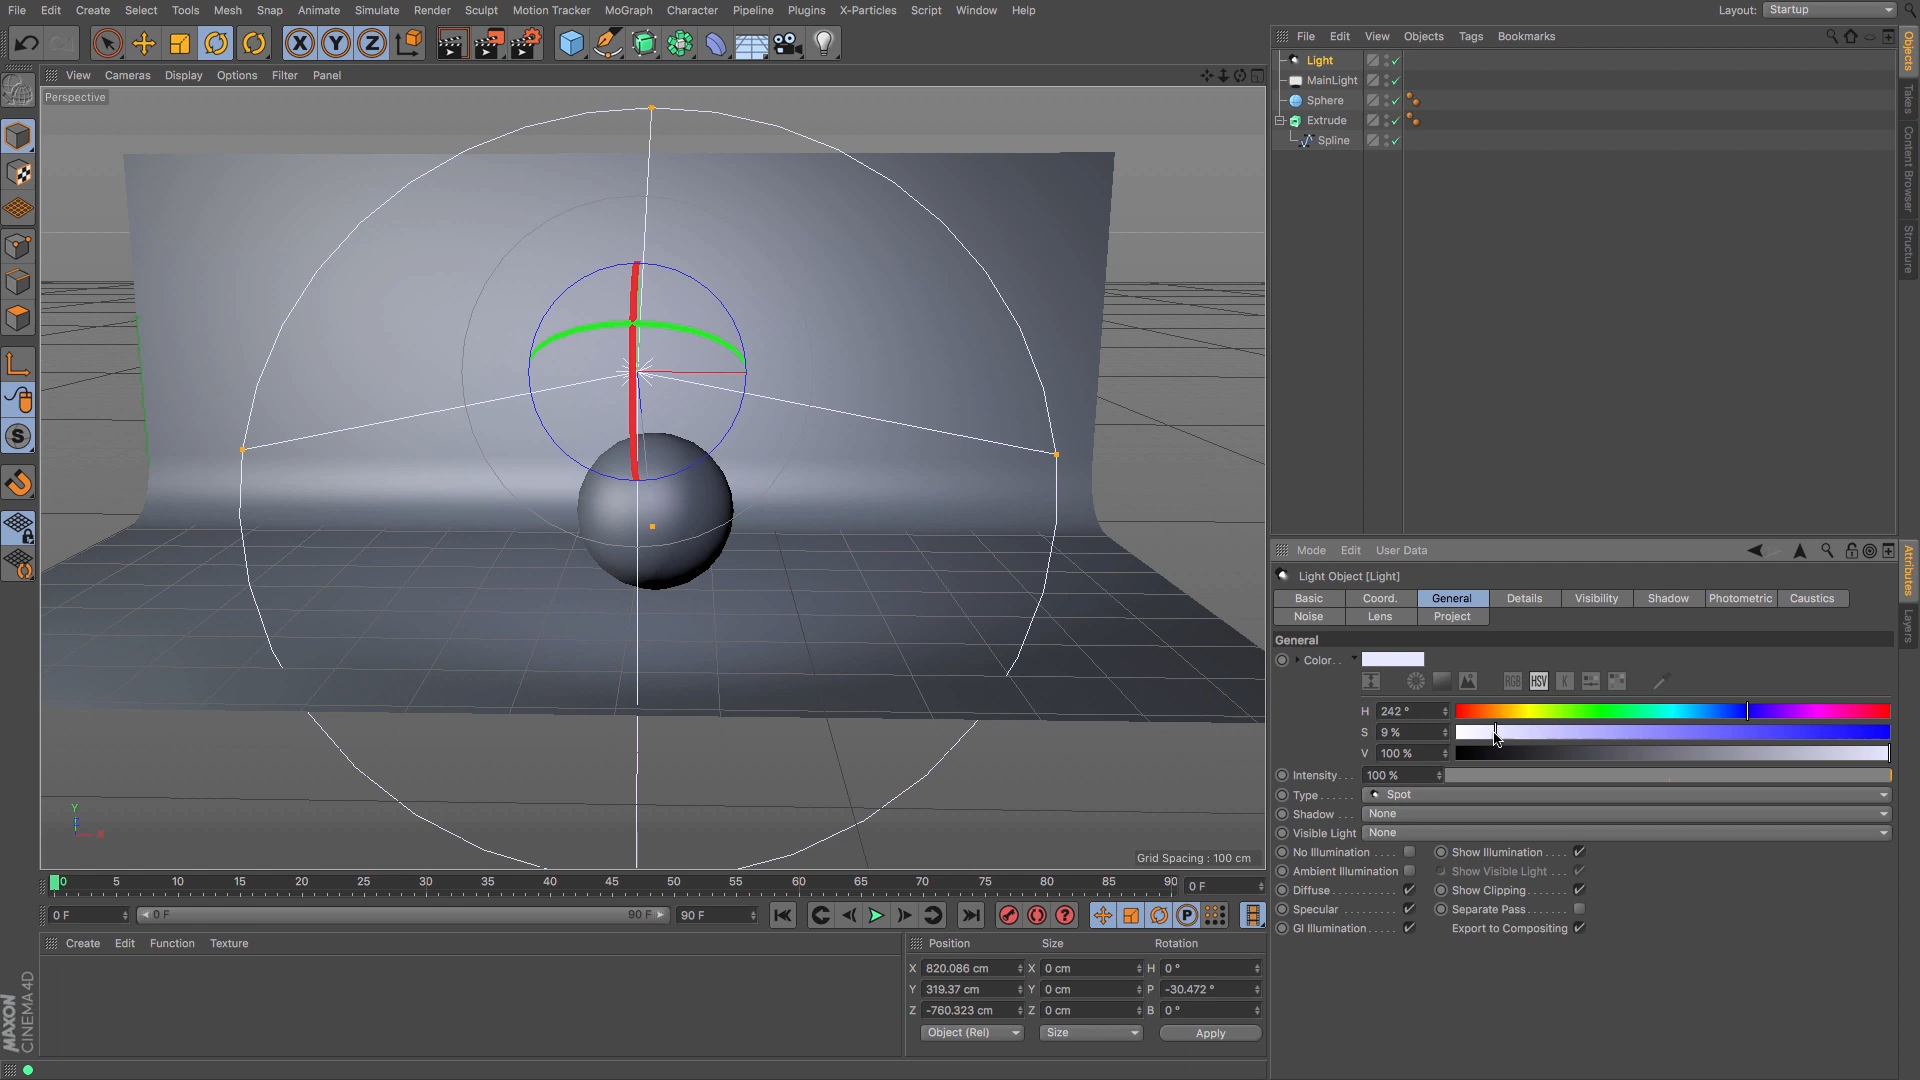 File Edit Create Select Tools Mesh Snap Animate Simulate Render Sculpt Motion Tracker MoGraph Character Pipeline Plugins X-Particles Script Window Help Layout: Startup
X Y Z
File Edit View Objects Tags Bookmarks
View Cameras Display Options Filter Panel
Perspective
Light
MainLight
Sphere
Extrude
Spline
Objects
Takes
Content Browser
Structure
S
Mode Edit User Data
Light Object [Light]
Basic Coord. General Details Visibility Shadow Photometric Caustics
Noise Lens Project
Attributes
Layers
General
Color. .
RGB HSV K
H 242 °
S 9 %
V 100 %
Intensity. . . 100 %
Type . . . . . . Spot
Shadow . . . None
Visible Light None
No Illumination . . . . Show Illumination . . . .
Ambient Illumination Show Visible Light . . .
Diffuse. . . . . . . . . . . Show Clipping. . . . . . .
Specular . . . . . . . . . Separate Pass. . . . . . .
GI Illumination . . . . . Export to Compositing
Y
Z X
Grid Spacing : 100 cm
0 5 10 15 20 25 30 35 40 45 50 55 60 65 70 75 80 85 90 0 F
0 F 0 F 90 F 90 F P
Create Edit Function Texture
Position Size Rotation
X 820.086 cm X 0 cm H 0 °
Y 319.37 cm Y 0 cm P -30.472 °
Z -760.323 cm Z 0 cm B 0 °
Object (Rel) Size Apply
MAXON
CINEMA 4D